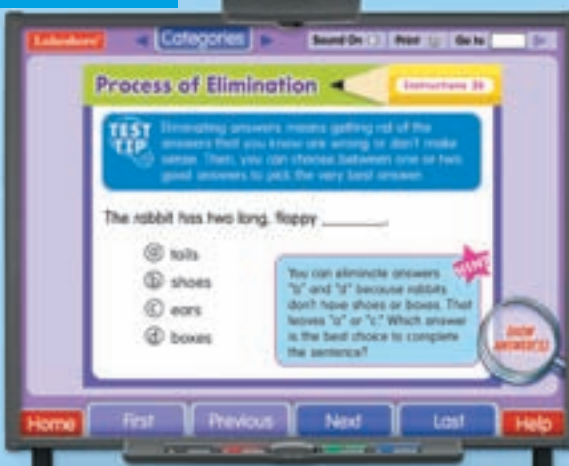 Lakeshore
Categories
Sound On
Print
Go to
Process of Elimination
Instructions
TEST TIP
Eliminating answers means getting rid of the
answers that you know are wrong or don't make
sense. Then, you can choose between one or two
good answers to pick the very best answer.
The rabbit has two long, floppy ______.
a tails
b shoes
c ears
d boxes
HINT
You can eliminate answers
"b" and "d" because rabbits
don't have shoes or boxes. That
leaves "a" or "c." Which answer
is the best choice to complete
the sentence?
SHOW
ANSWER(S)
Home
First
Previous
Next
Last
Help